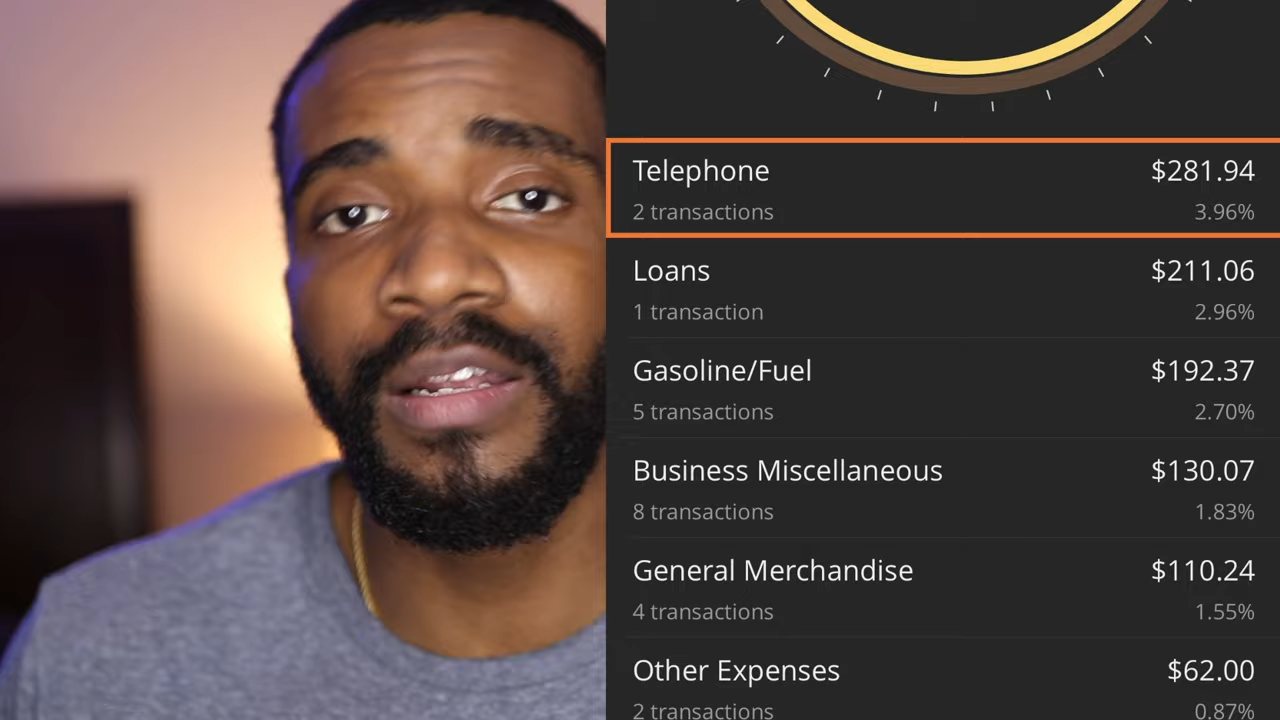 Telephone $281.94
2 transactions 3.96%
Loans $211.06
1 transaction 2.96%
Gasoline/Fuel $192.37
5 transactions 2.70%
Business Miscellaneous $130.07
8 transactions 1.83%
General Merchandise $110.24
4 transactions 1.55%
Other Expenses $62.00
2 transactions 0.87%